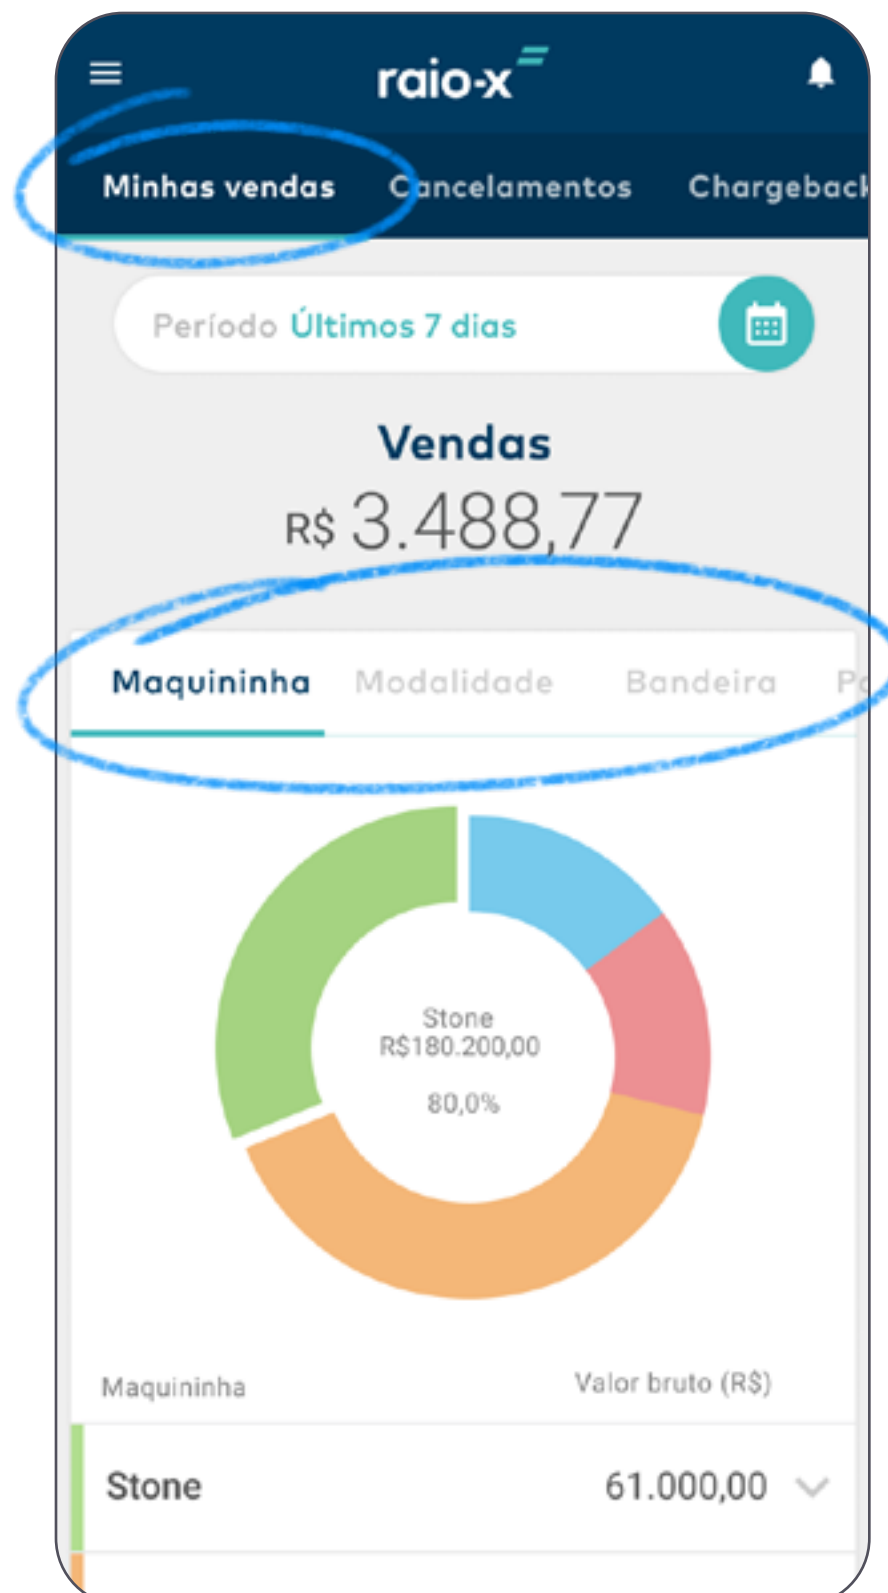 raio-x
Minhas vendas Cancelamentos Chargeback
Período Últimos 7 dias
Vendas
R$ 3.488,77
Maquininha Modalidade Bandeira
Stone
R$180.200,00
80,0%
Maquininha Valor bruto (R$)
Stone 61.000,00